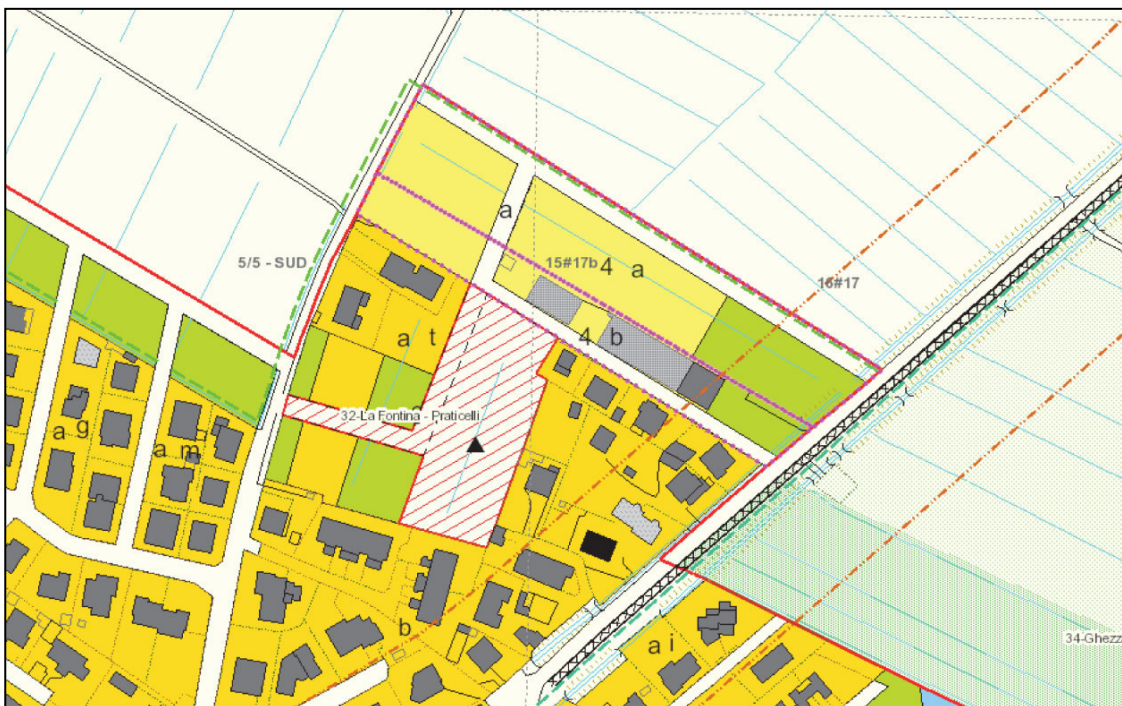 a
5/5 - SUD
15#17b
4 a
16#17
4 b
a t
32-La Fontina - Praticelli
a g
a m
b
a i
34-Ghezz